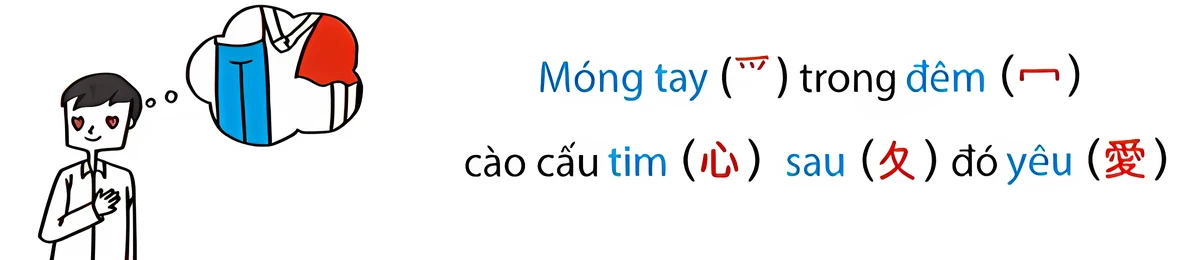 Móng tay (爫) trong đêm (冖)
cào cấu tim (心) sau (夂) đó yêu (愛)